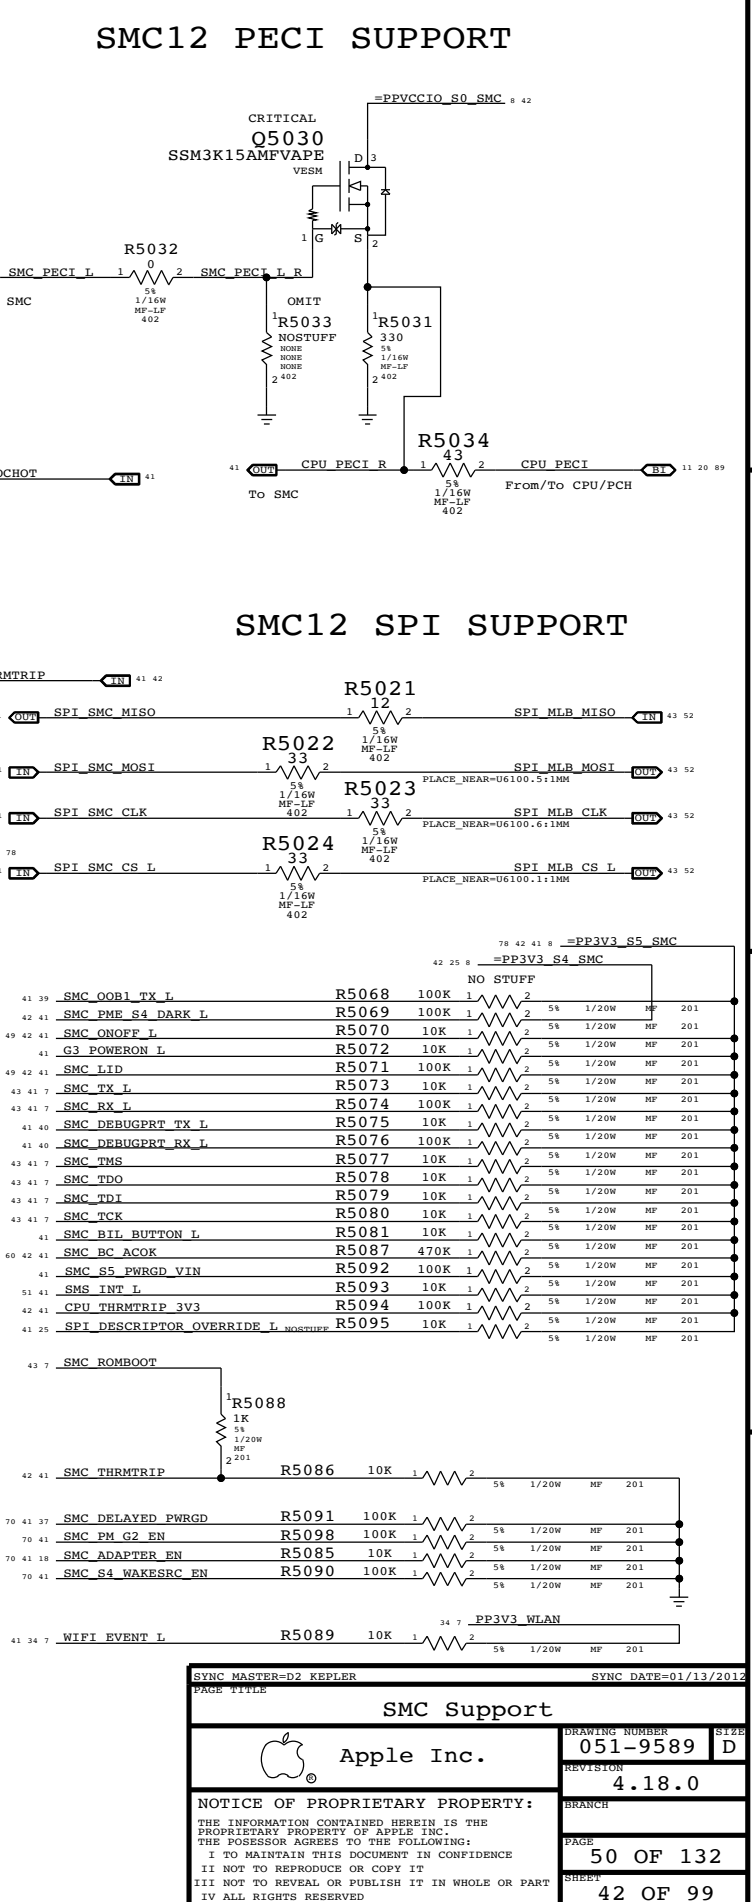 SMC12 PECI SUPPORT
=PPVCCIO_S0_SMC 8 42
CRITICAL
Q5030
SSM3K15AMFVAPE
VESM
D 3
1 G S 2
R5032
0
SMC_PECI_L 1 2 SMC_PECI_L_R
SMC
5%
1/16W
MF-LF
402
OMIT
1 R5033
NOSTUFF
NONE
NONE
NONE
2 402
1 R5031
330
5%
1/16W
MF-LF
2 402
R5034
43
OCHOT IN 41
41 OUT CPU_PECI_R 1 2 CPU_PECI BI 11 20 89
To SMC
From/To CPU/PCH
5%
1/16W
MF-LF
402
SMC12 SPI SUPPORT
RMTRIP IN 41 42
R5021
12
OUT SPI_SMC_MISO 1 2 SPI_MLB_MISO IN 43 52
5%
1/16W
MF-LF
402
R5022
33
IN SPI_SMC_MOSI 1 2 SPI_MLB_MOSI OUT 43 52
PLACE_NEAR=U6100.5:1MM
5%
1/16W
MF-LF
402
R5023
33
IN SPI_SMC_CLK 1 2 SPI_MLB_CLK OUT 43 52
PLACE_NEAR=U6100.6:1MM
5%
1/16W
MF-LF
402
78
R5024
33
IN SPI_SMC_CS_L 1 2 SPI_MLB_CS_L OUT 43 52
PLACE_NEAR=U6100.1:1MM
5%
1/16W
MF-LF
402
78 42 41 8 =PP3V3_S5_SMC
42 25 8 =PP3V3_S4_SMC
NO STUFF
41 39 SMC_OOB1_TX_L R5068 100K 1 2 5% 1/20W MF 201
42 41 SMC_PME_S4_DARK_L R5069 100K 1 2 5% 1/20W MF 201
49 42 41 SMC_ONOFF_L R5070 10K 1 2 5% 1/20W MF 201
41 G3_POWERON_L R5072 10K 1 2 5% 1/20W MF 201
49 42 41 SMC_LID R5071 100K 1 2 5% 1/20W MF 201
43 41 7 SMC_TX_L R5073 10K 1 2 5% 1/20W MF 201
43 41 7 SMC_RX_L R5074 100K 1 2 5% 1/20W MF 201
41 40 SMC_DEBUGPRT_TX_L R5075 10K 1 2 5% 1/20W MF 201
41 40 SMC_DEBUGPRT_RX_L R5076 100K 1 2 5% 1/20W MF 201
43 41 7 SMC_TMS R5077 10K 1 2 5% 1/20W MF 201
43 41 7 SMC_TDO R5078 10K 1 2 5% 1/20W MF 201
43 41 7 SMC_TDI R5079 10K 1 2 5% 1/20W MF 201
43 41 7 SMC_TCK R5080 10K 1 2 5% 1/20W MF 201
41 SMC_BIL_BUTTON_L R5081 10K 1 2 5% 1/20W MF 201
60 42 41 SMC_BC_ACOK R5087 470K 1 2 5% 1/20W MF 201
41 SMC_S5_PWRGD_VIN R5092 100K 1 2 5% 1/20W MF 201
51 41 SMS_INT_L R5093 10K 1 2 5% 1/20W MF 201
42 41 CPU_THRMTRIP_3V3 R5094 100K 1 2 5% 1/20W MF 201
41 25 SPI_DESCRIPTOR_OVERRIDE_L NOSTUFF R5095 10K 1 2 5% 1/20W MF 201
43 7 SMC_ROMBOOT
1 R5088
1K
5%
1/20W
MF
2 201
42 41 SMC_THRMTRIP R5086 10K 1 2 5% 1/20W MF 201
70 41 37 SMC_DELAYED_PWRGD R5091 100K 1 2 5% 1/20W MF 201
70 41 SMC_PM_G2_EN R5098 100K 1 2 5% 1/20W MF 201
70 41 18 SMC_ADAPTER_EN R5085 10K 1 2 5% 1/20W MF 201
70 41 SMC_S4_WAKESRC_EN R5090 100K 1 2 5% 1/20W MF 201
34 7 PP3V3_WLAN
41 34 7 WIFI_EVENT_L R5089 10K 1 2 5% 1/20W MF 201
SYNC_MASTER=D2_KEPLER SYNC_DATE=01/13/2012
PAGE TITLE
SMC Support
Apple Inc.
®
DRAWING NUMBER
051-9589
SIZE
D
REVISION
4.18.0
BRANCH
NOTICE OF PROPRIETARY PROPERTY:
THE INFORMATION CONTAINED HEREIN IS THE
PROPRIETARY PROPERTY OF APPLE INC.
THE POSESSOR AGREES TO THE FOLLOWING:
I TO MAINTAIN THIS DOCUMENT IN CONFIDENCE
II NOT TO REPRODUCE OR COPY IT
III NOT TO REVEAL OR PUBLISH IT IN WHOLE OR PART
IV ALL RIGHTS RESERVED
PAGE
50 OF 132
SHEET
42 OF 99